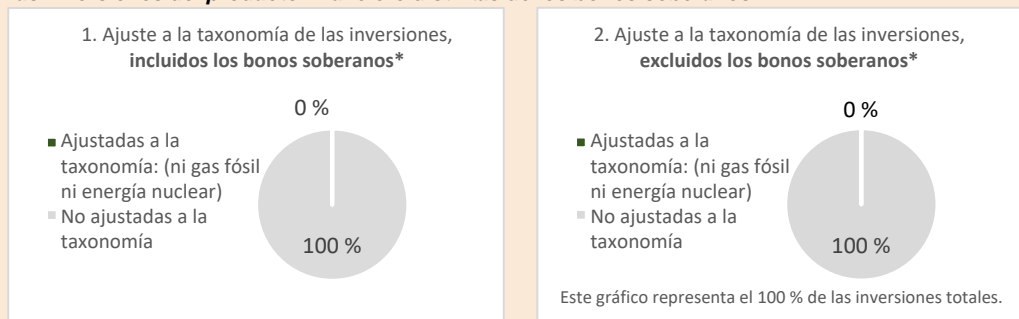 1. Ajuste a la taxonomía de las inversiones,
incluidos los bonos soberanos*
0 %
Ajustadas a la
taxonomía: (ni gas fósil
ni energía nuclear)
No ajustadas a la
taxonomía
100 %
2. Ajuste a la taxonomía de las inversiones,
excluidos los bonos soberanos*
0 %
Ajustadas a la
taxonomía: (ni gas fósil
ni energía nuclear)
No ajustadas a la
taxonomía
100 %
Este gráfico representa el 100 % de las inversiones totales.